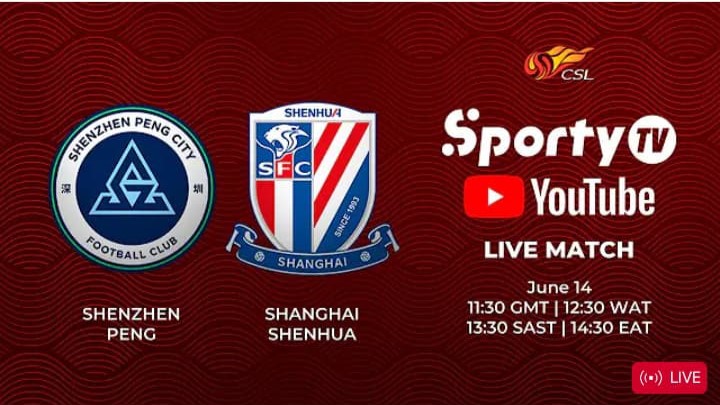 CSL
SHENZHEN PENG CITY
深 圳
FOOTBALL CLUB
SHENHUA
SFC
SINCE 1993
SHANGHAI
SHENZHEN
PENG
SHANGHAI
SHENHUA
SportyTV
YouTube
LIVE MATCH
June 14
11:30 GMT | 12:30 WAT
13:30 SAST | 14:30 EAT
LIVE